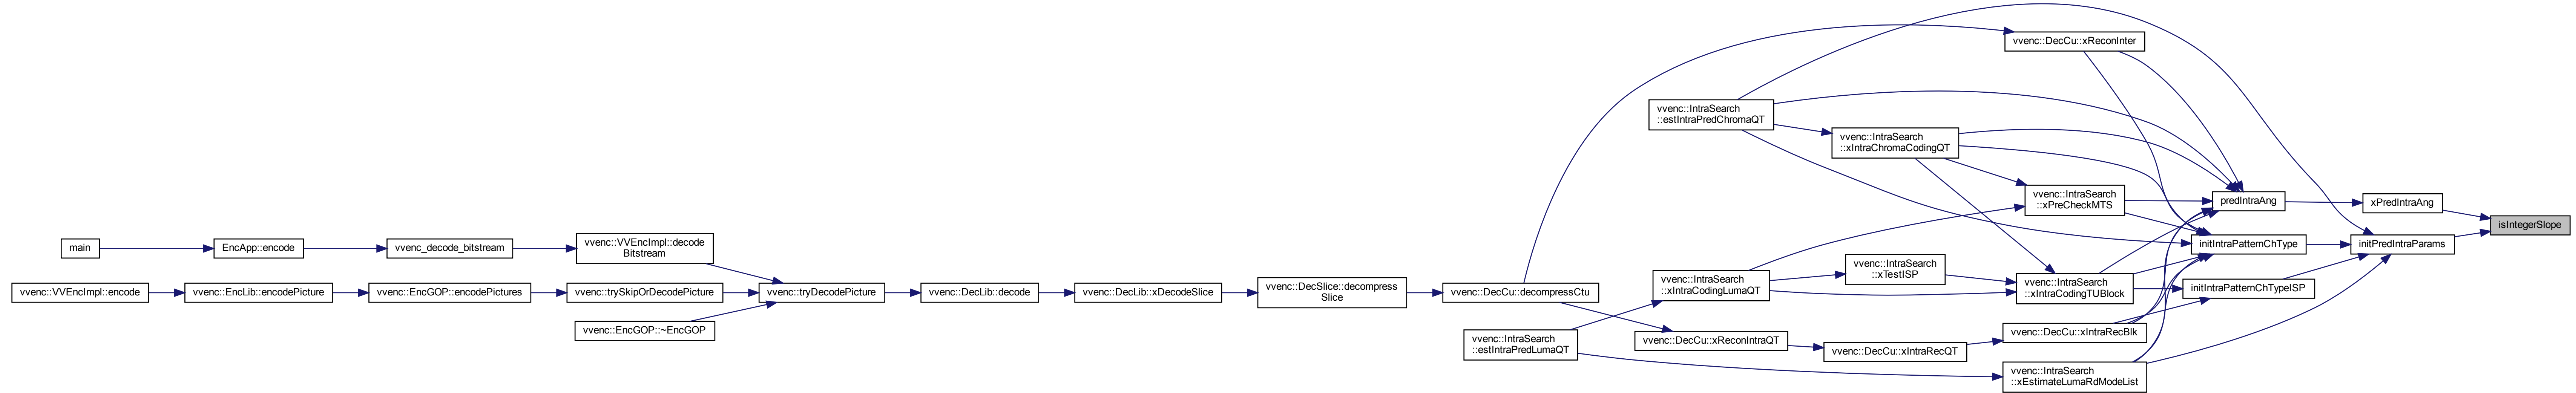 main
vvenc::VVEncImpl::encode
EncApp::encode
vvenc::EncLib::encodePicture
vvenc_decode_bitstream
vvenc::EncGOP::encodePictures
vvenc::VVEncImpl::decode
Bitstream
vvenc::trySkipOrDecodePicture
vvenc::EncGOP::~EncGOP
vvenc::tryDecodePicture
vvenc::DecLib::decode
vvenc::DecLib::xDecodeSlice
vvenc::DecSlice::decompress
Slice
vvenc::DecCu::decompressCtu
vvenc::IntraSearch
::estIntraPredLumaQT
vvenc::IntraSearch
::estIntraPredChromaQT
vvenc::IntraSearch
::xIntraCodingLumaQT
vvenc::DecCu::xReconIntraQT
vvenc::IntraSearch
::xIntraChromaCodingQT
vvenc::IntraSearch
::xTestISP
vvenc::DecCu::xIntraRecQT
vvenc::DecCu::xReconInter
vvenc::IntraSearch
::xPreCheckMTS
vvenc::IntraSearch
::xIntraCodingTUBlock
vvenc::DecCu::xIntraRecBlk
vvenc::IntraSearch
::xEstimateLumaRdModeList
predIntraAng
initIntraPatternChType
initIntraPatternChTypeISP
xPredIntraAng
initPredIntraParams
isIntegerSlope